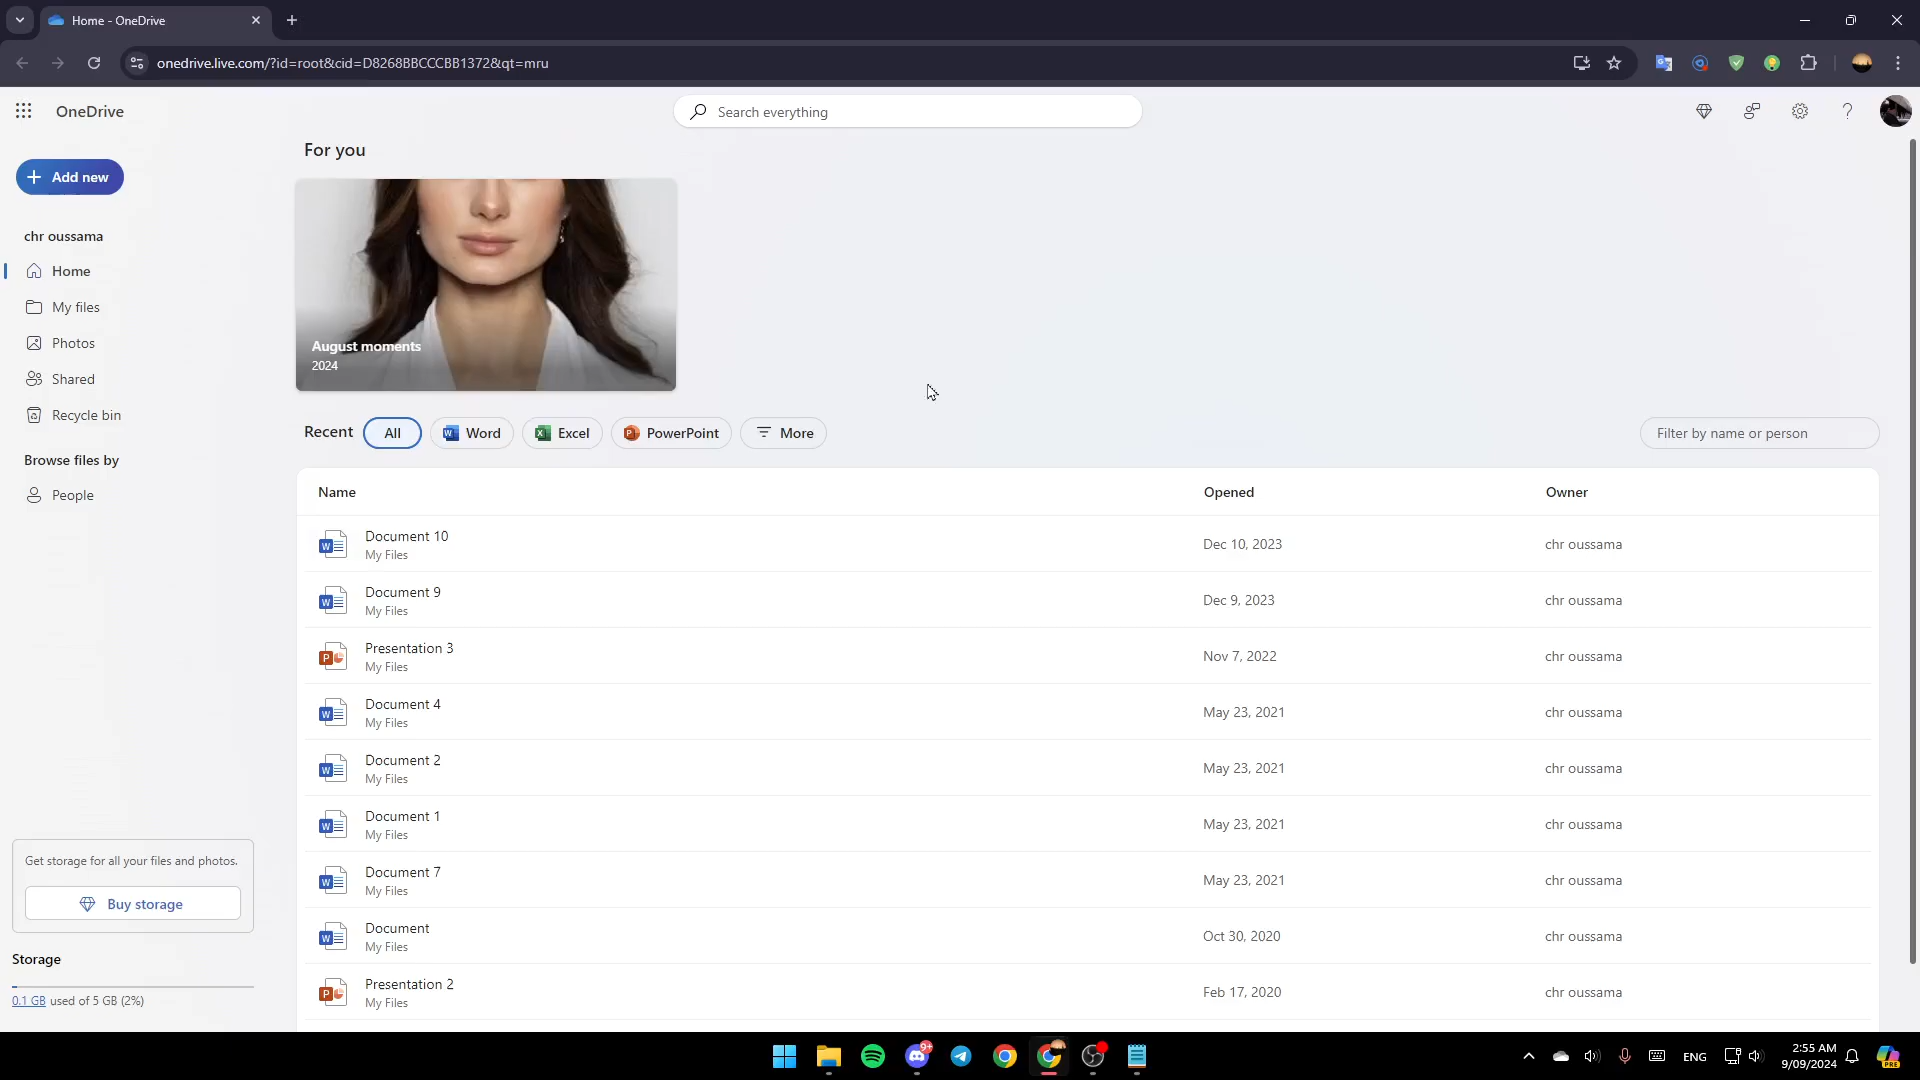 Home - OneDrive
onedrive.live.com/?id=root&cid=D8268BBCCCBB1372&qt=mru
OneDrive
Search everything
For you
Add new
August moments
2024
chr oussama
Home
My files
Photos
Shared
Recycle bin
Browse files by
People
Recent All Word Excel PowerPoint More Filter by name or person
Name Opened Owner
Document 10
My Files
Dec 10, 2023 chr oussama
Document 9
My Files
Dec 9, 2023 chr oussama
Presentation 3
My Files
Nov 7, 2022 chr oussama
Document 4
My Files
May 23, 2021 chr oussama
Document 2
My Files
May 23, 2021 chr oussama
Document 1
My Files
May 23, 2021 chr oussama
Document 7
My Files
May 23, 2021 chr oussama
Document
My Files
Oct 30, 2020 chr oussama
Presentation 2
My Files
Feb 17, 2020 chr oussama
Get storage for all your files and photos.
Buy storage
Storage
0.1 GB used of 5 GB (2%)
9+
ENG
2:55 AM
9/09/2024
PRE